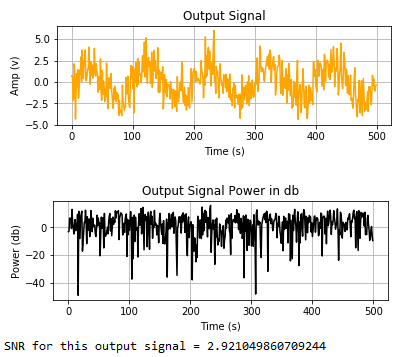 Output Signal
5.0
2.5
0.0
−2.5
−5.0
Amp (v)
0 100 200 300 400 500
Time (s)
Output Signal Power in db
0
−20
−40
Power (db)
0 100 200 300 400 500
Time (s)
SNR for this output signal = 2.921049860709244